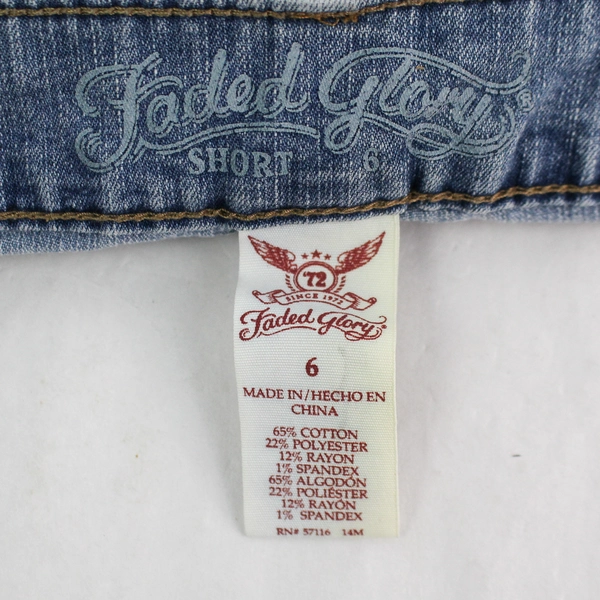 Faded Glory®
SHORT 6
'72
SINCE 1972
Faded Glory®
6
MADE IN/HECHO EN
CHINA
65% COTTON
22% POLYESTER
12% RAYON
1% SPANDEX
65% ALGODÓN
22% POLIÉSTER
12% RAYÓN
1% SPANDEX
RN# 57116 14M